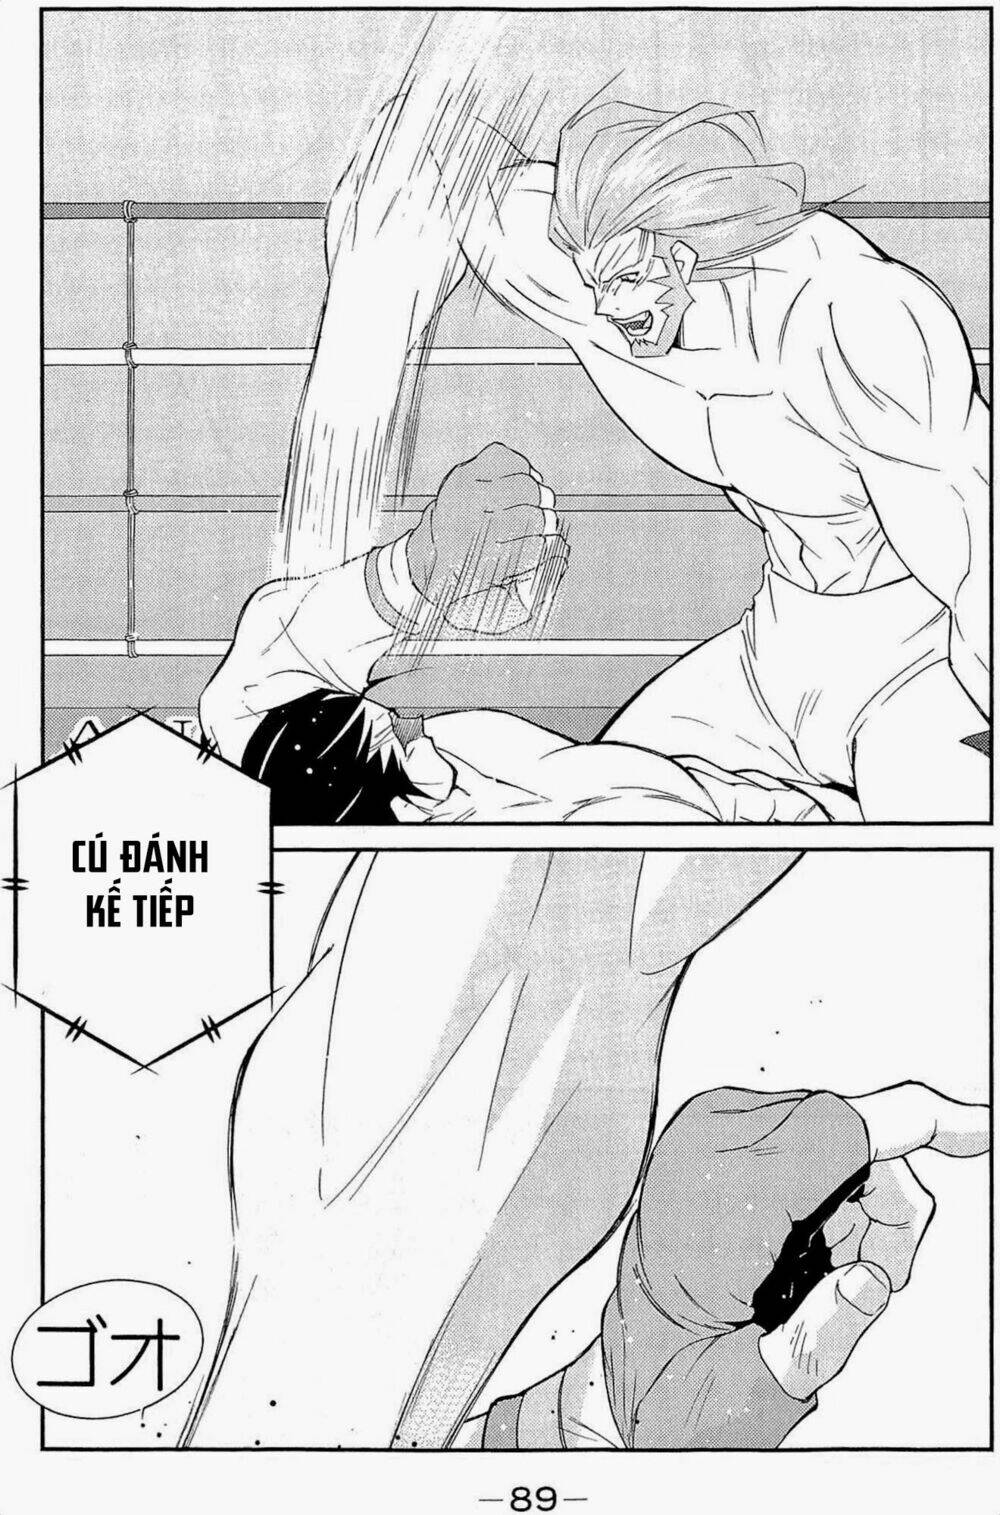 CÚ ĐÁNH
KẾ TIẾP
ゴオ
—89—